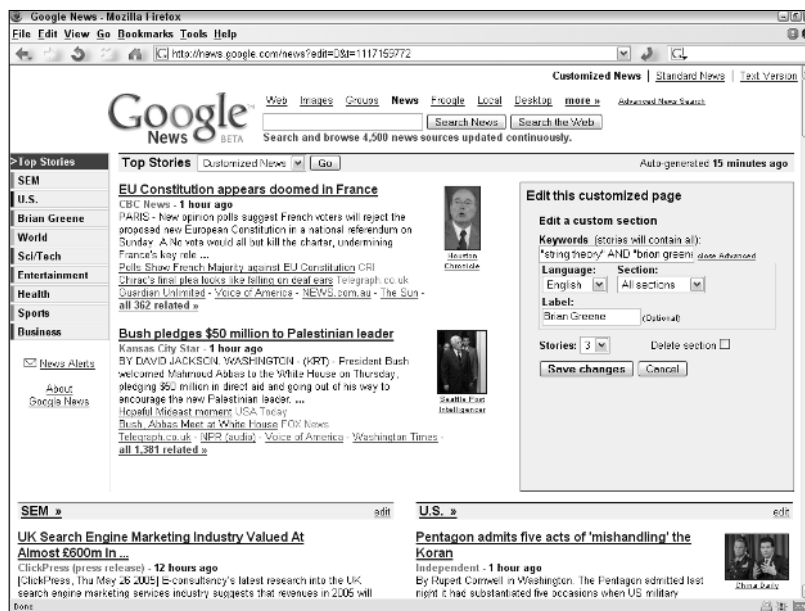 Google News - Mozilla Firefox
File Edit View Go Bookmarks Tools Help
http://news.google.com/news?edit=0&t=1117159772
Customized News | Standard News | Text Version
Web Images Groups News Froogle Local Desktop more » Advanced News Search
Google
News BETA
Search News Search the Web
Search and browse 4,500 news sources updated continuously.
>Top Stories
SEM
U.S.
Brian Greene
World
Sci/Tech
Entertainment
Health
Sports
Business
News Alerts
About
Google News
Top Stories Customized News Go
Auto-generated 15 minutes ago
EU Constitution appears doomed in France
CBC News - 1 hour ago
PARIS - New opinion polls suggest French voters will reject the
proposed new European Constitution in a national referendum on
Sunday. A No vote would all but kill the charter, undermining
France's key role ...
Polls Show French Majority against EU Constitution CRI
Chirac's final plea looks like falling on deaf ears Telegraph.co.uk
Guardian Unlimited - Voice of America - NEWS.com.au - The Sun -
all 362 related »
Houston
Chronicle
Bush pledges $50 million to Palestinian leader
Kansas City Star - 1 hour ago
BY DAVID JACKSON. WASHINGTON - (KRT) - President Bush
welcomed Mahmoud Abbas to the White House on Thursday,
pledging $50 million in direct aid and going out of his way to
encourage the new Palestinian leader. ...
Hopeful Mideast moment USA Today
Bush, Abbas Meet at White House FOX News
Telegraph.co.uk - NPR (audio) - Voice of America - Washington Times -
all 1,381 related »
Seattle Post
Intelligencer
Edit this customized page
Edit a custom section
Keywords (stories will contain all):
"string theory" AND "brian green close Advanced
Language: Section:
English All sections
Label:
Brian Greene (Optional)
Stories: 3 Delete section
Save changes Cancel
SEM » edit
UK Search Engine Marketing Industry Valued At
Almost £600m In ...
ClickPress (press release) - 12 hours ago
[ClickPress, Thu May 26 2005] E-consultancy's latest research into the UK
search engine marketing services industry suggests that revenues in 2005 will
U.S. » edit
Pentagon admits five acts of 'mishandling' the
Koran
Independent - 1 hour ago
By Rupert Cornwell in Washington. The Pentagon admitted last
night it had substantiated five occasions when US military
China Daily
Done